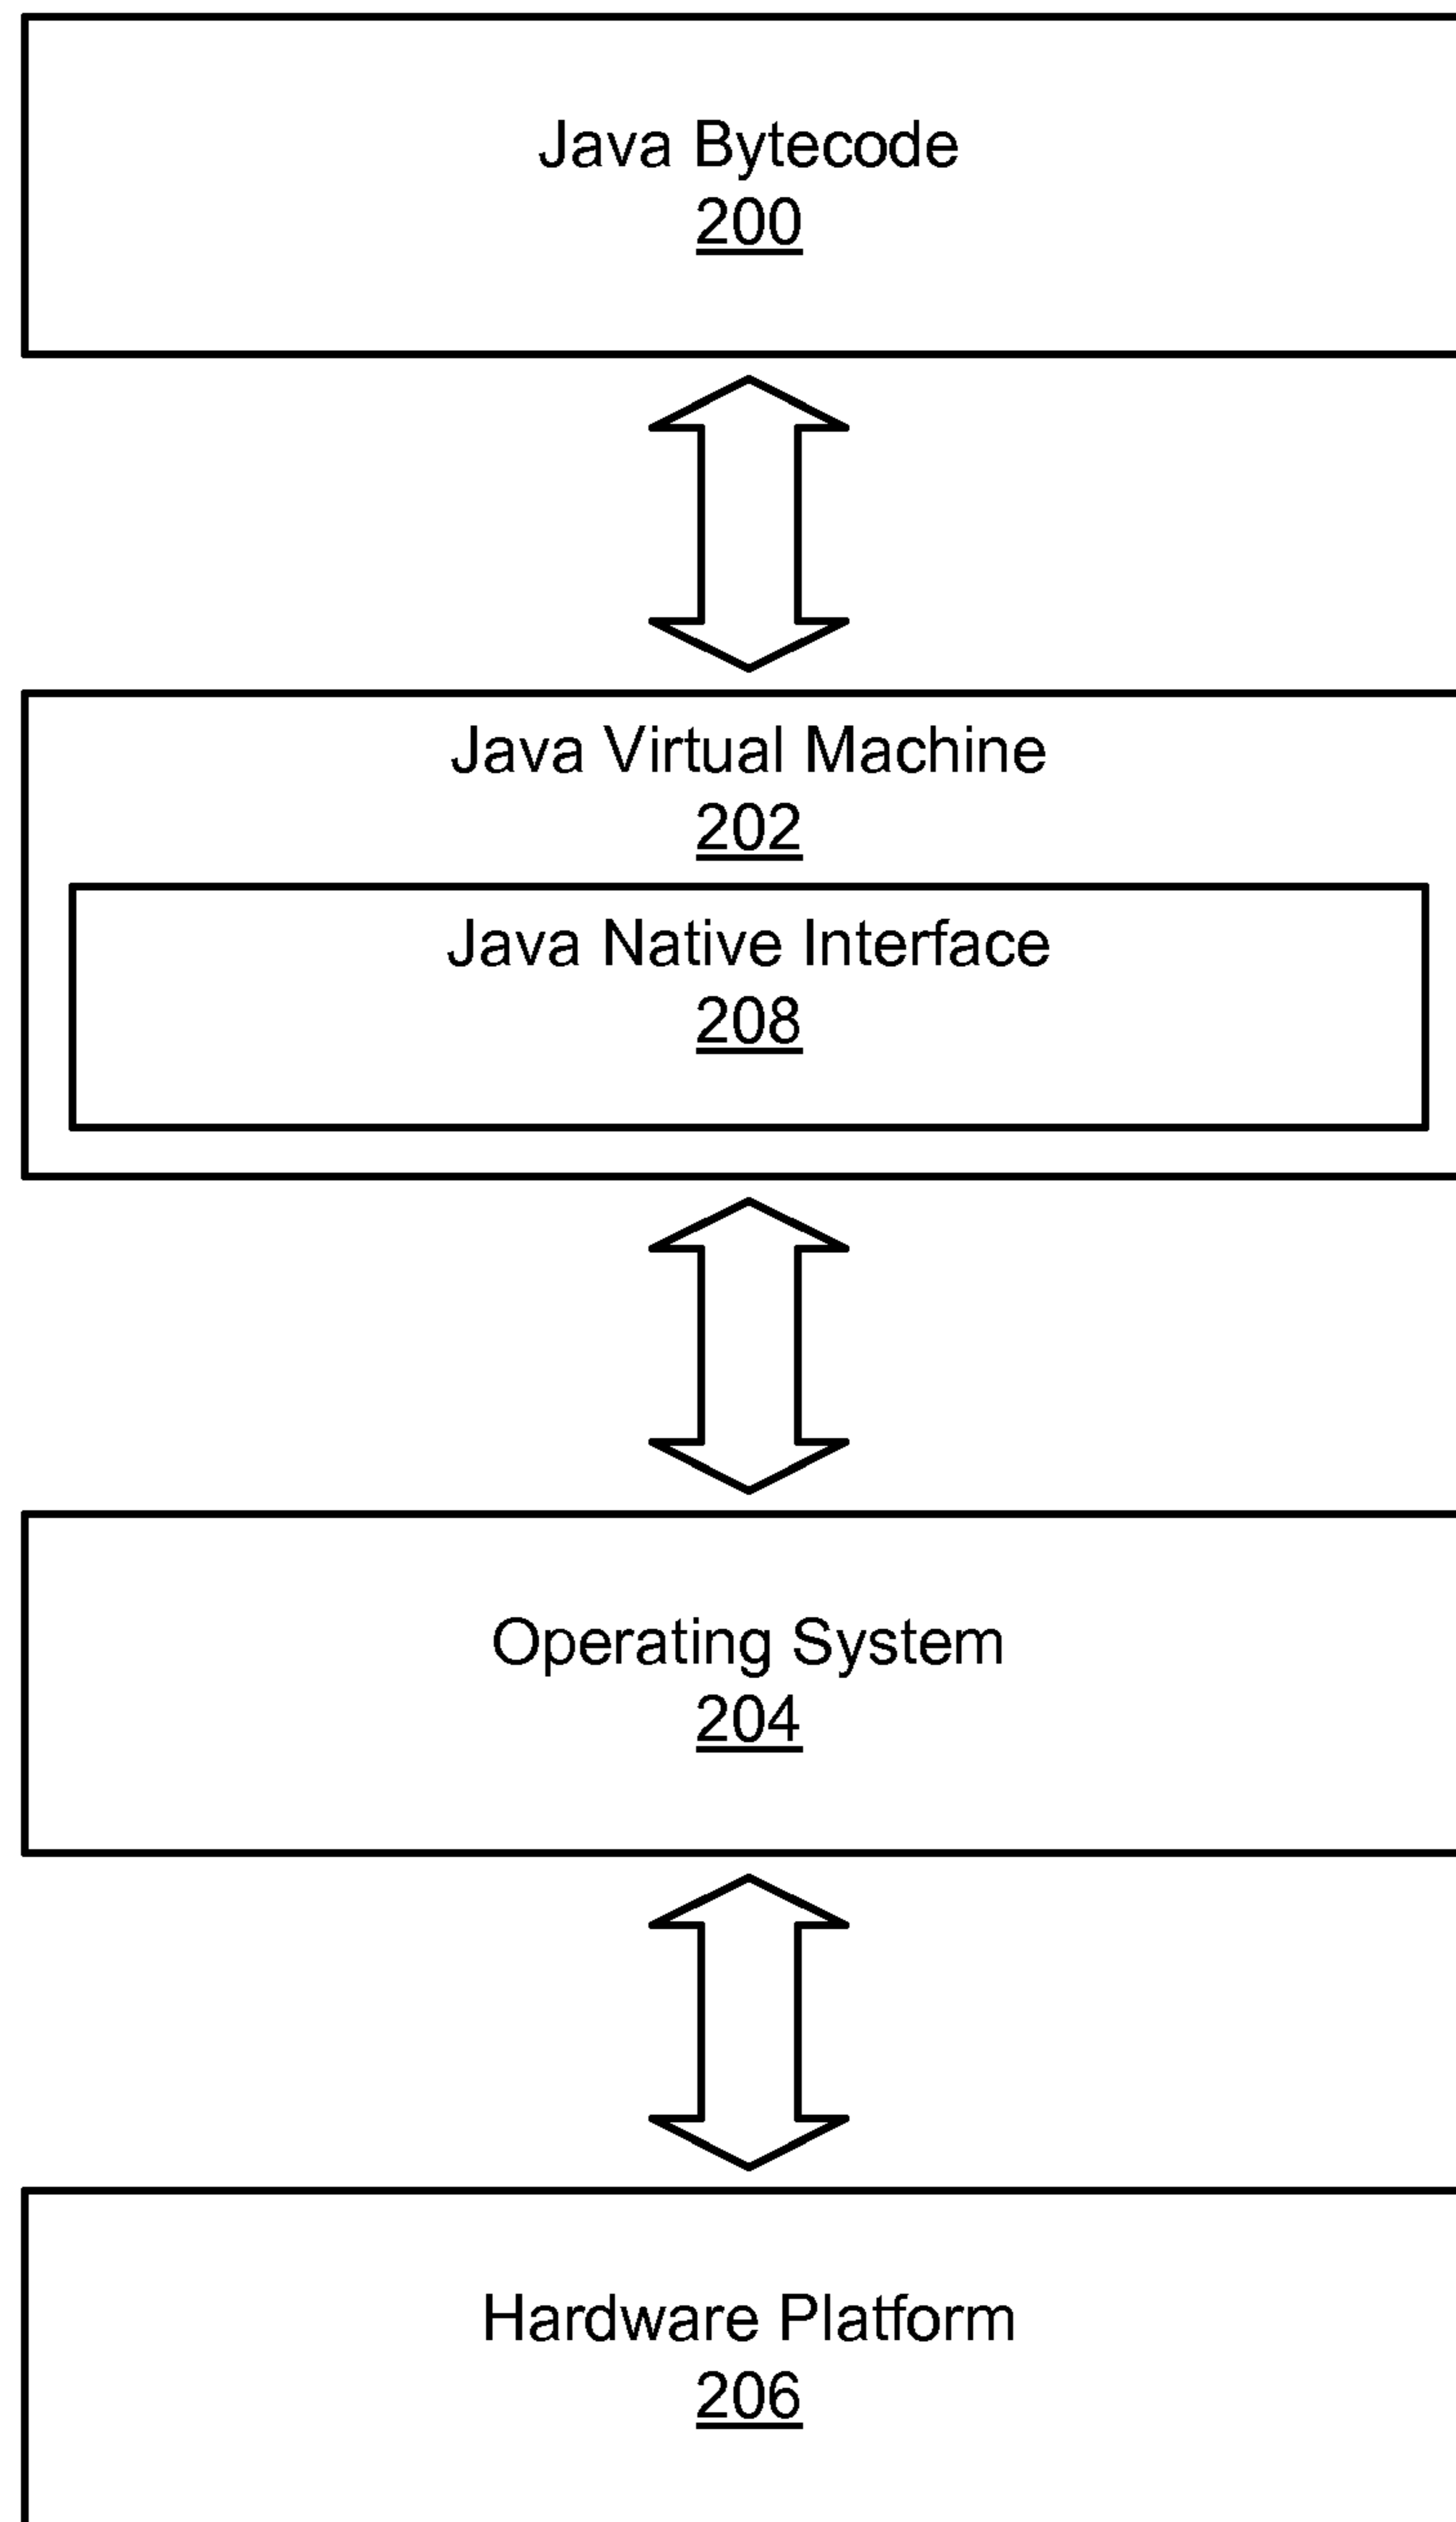 Java Bytecode
200
Java Virtual Machine
202
Java Native Interface
208
Operating System
204
Hardware Platform
206